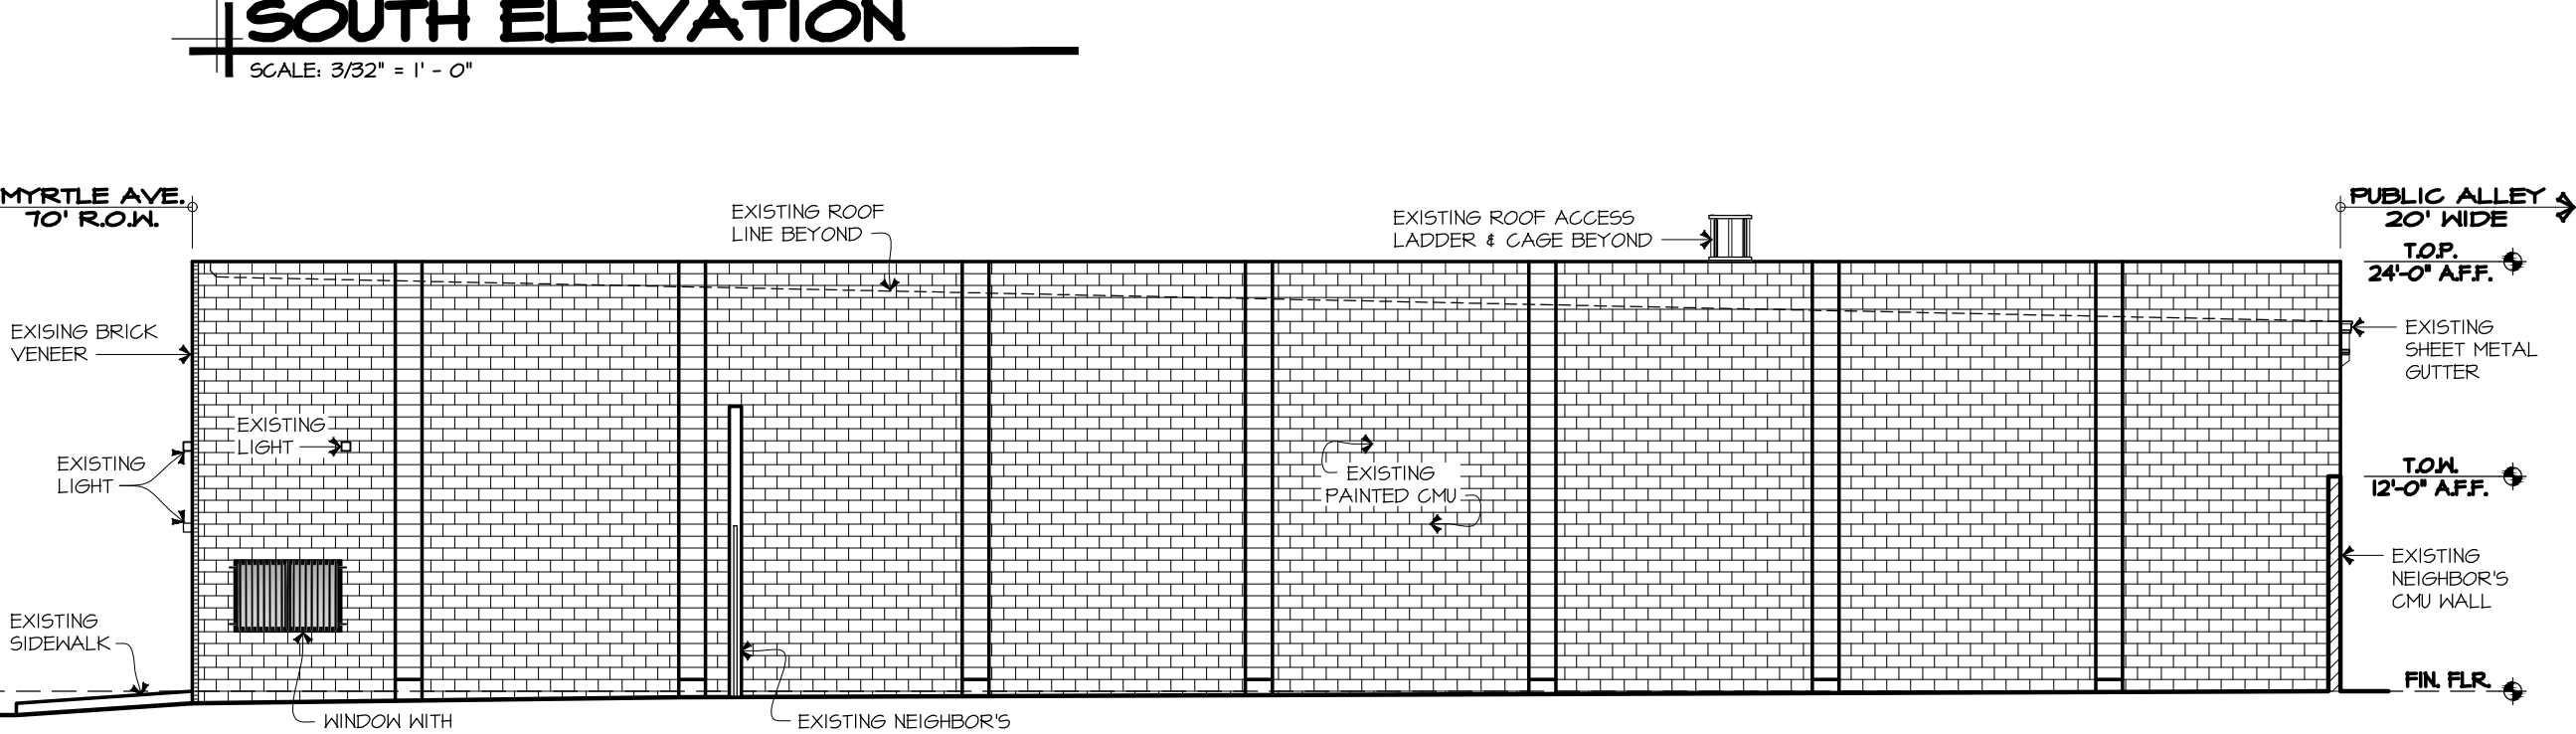 SOUTH ELEVATION
SCALE: 3/32" = 1' - 0"
MYRTLE AVE.
70' R.O.W.
EXISTING ROOF
LINE BEYOND
EXISTING ROOF ACCESS
LADDER & CAGE BEYOND
PUBLIC ALLEY
20' WIDE
T.O.P.
24'-0" A.F.F.
EXISING BRICK
VENEER
EXISTING
SHEET METAL
GUTTER
EXISTING
LIGHT
EXISTING
LIGHT
EXISTING
PAINTED CMU
T.O.W.
12'-0" A.F.F.
EXISTING
NEIGHBOR'S
CMU WALL
EXISTING
SIDEWALK
FIN. FLR.
WINDOW WITH
EXISTING NEIGHBOR'S